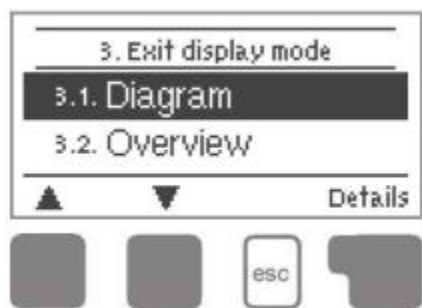 3. Exit display mode
3.1. Diagram
3.2. Overview
▲ ▼ Details
esc